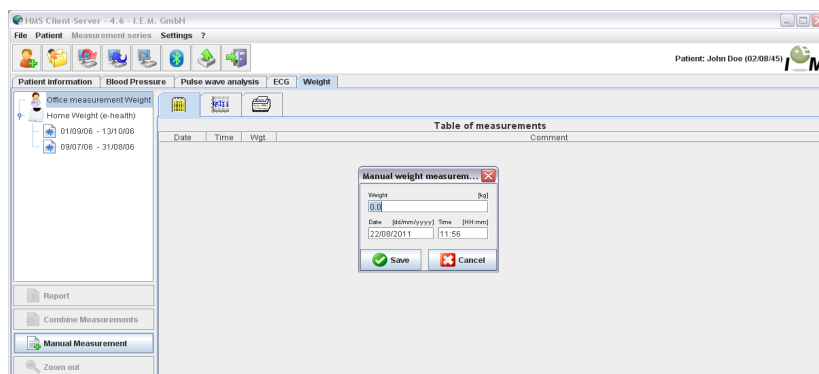 HMS Client-Server - 4.6 - I.E.M. GmbH
File Patient Measurement series Settings ?
Patient: John Doe (02/08/45)
Patient information Blood Pressure Pulse wave analysis ECG Weight
Office measurement Weight
Home Weight (e-health)
01/09/06 - 13/10/06
09/07/06 - 31/08/06
Table of measurements
Date Time Wgt. Comment
Manual weight measurem...
Weight [kg]
0.0
Date [dd/mm/yyyy] Time [HH:mm]
22/08/2011 11:56
Save Cancel
Report
Combine Measurements
Manual Measurement
Zoom out